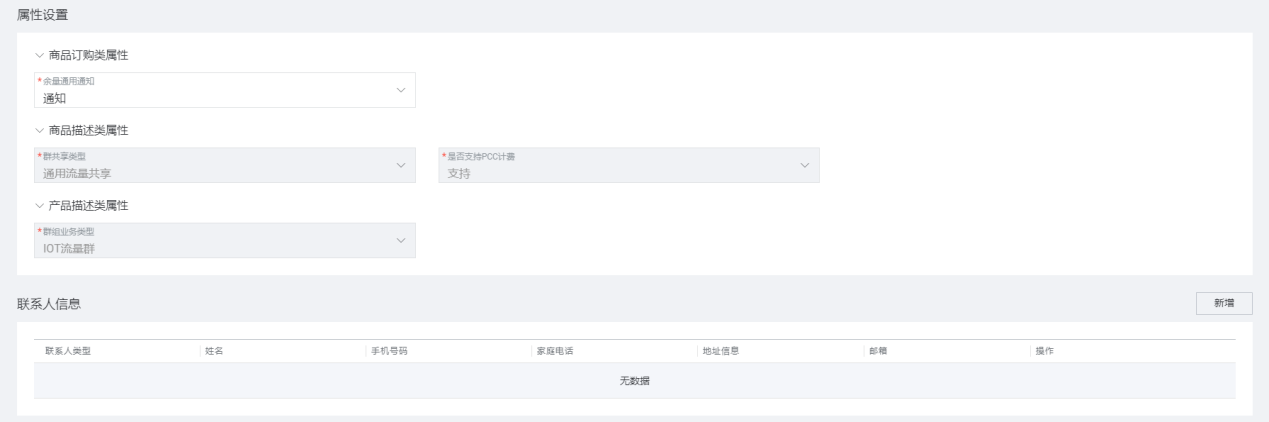 属性设置
商品订购类属性
*余量通用通知
通知
商品描述类属性
*群共享类型
通用流量共享
*是否支持PCC计费
支持
产品描述类属性
*群组业务类型
IOT流量群
联系人信息
新增
联系人类型 姓名 手机号码 家庭电话 地址信息 邮箱 操作
无数据